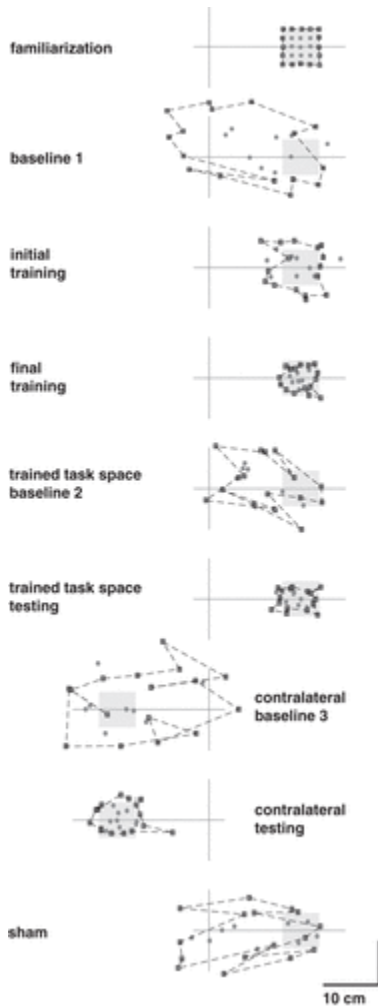 familiarization
baseline 1
initial
training
final
training
trained task space
baseline 2
trained task space
testing
contralateral
baseline 3
contralateral
testing
sham
10 cm